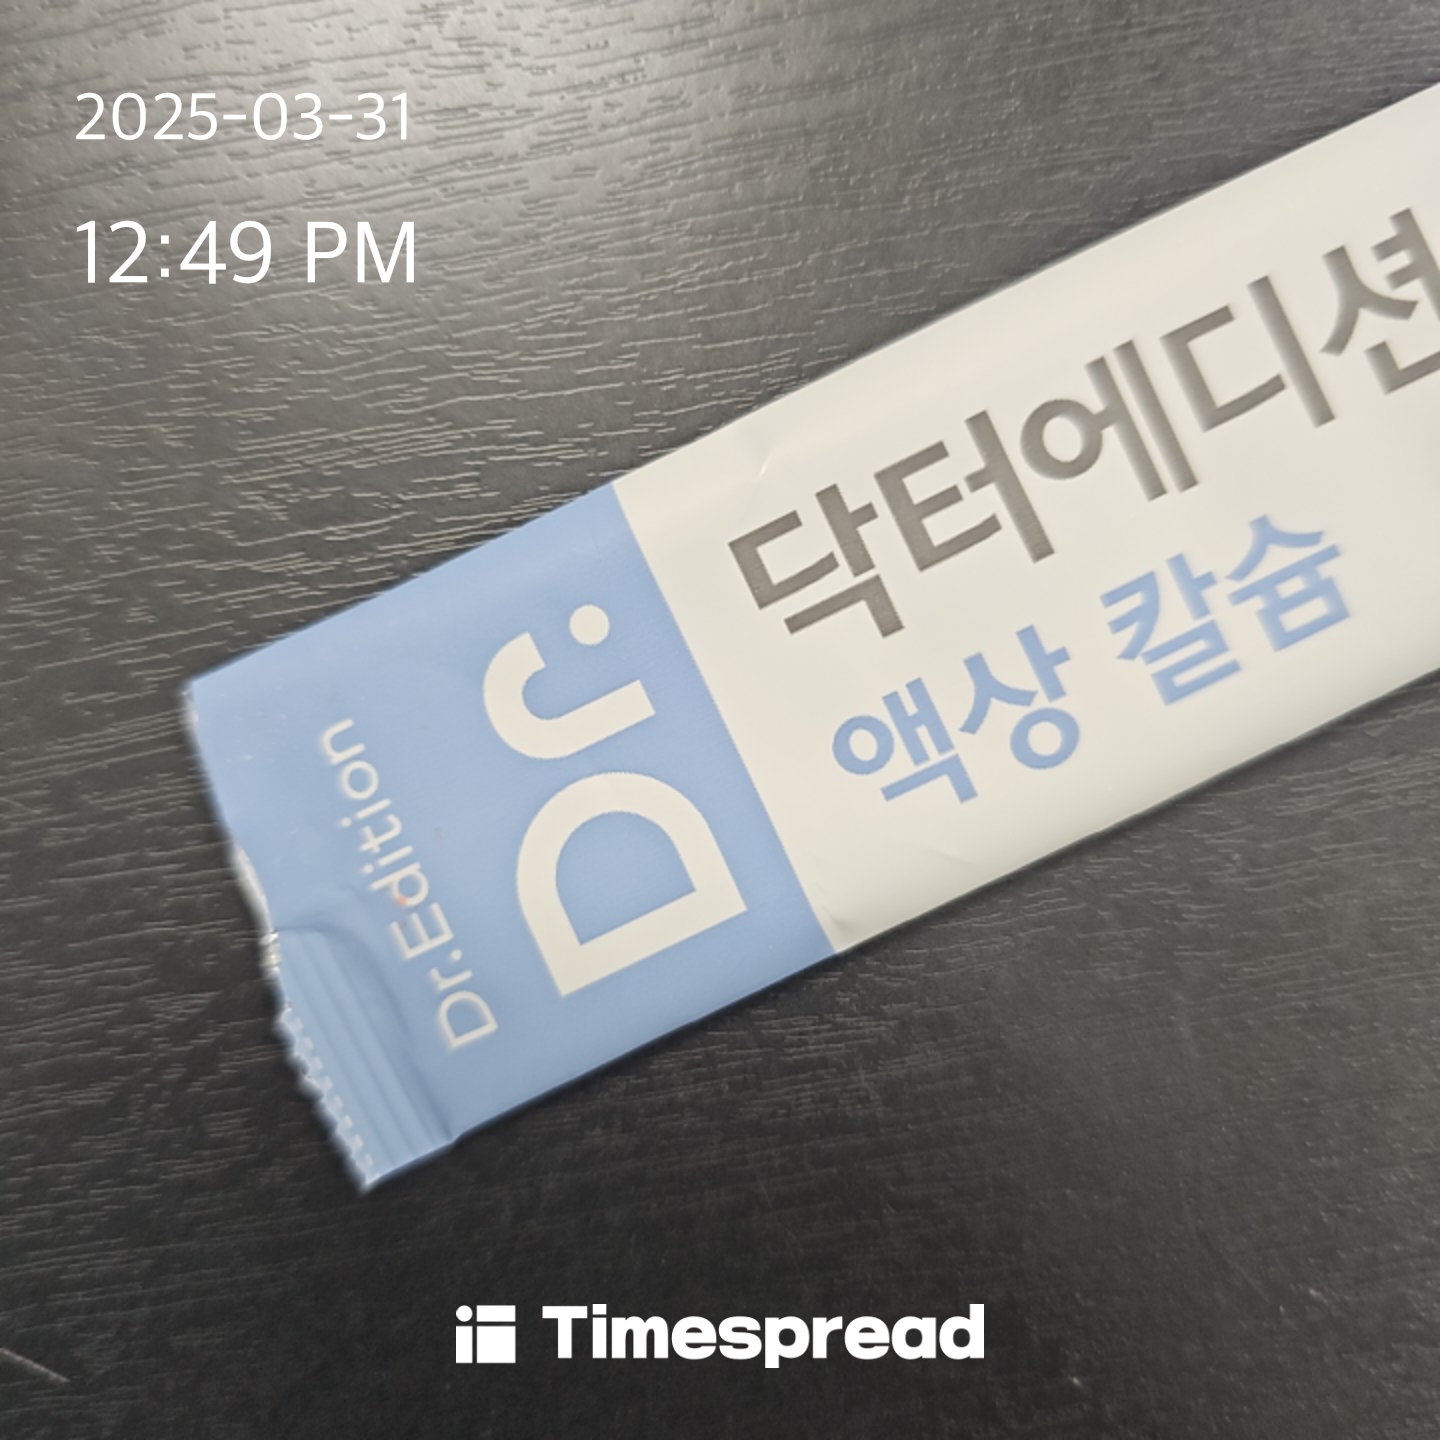 2025-03-31
12:49 PM
닥터에디션
액상 칼슘
Dr.
Dr.Edition
Timespread